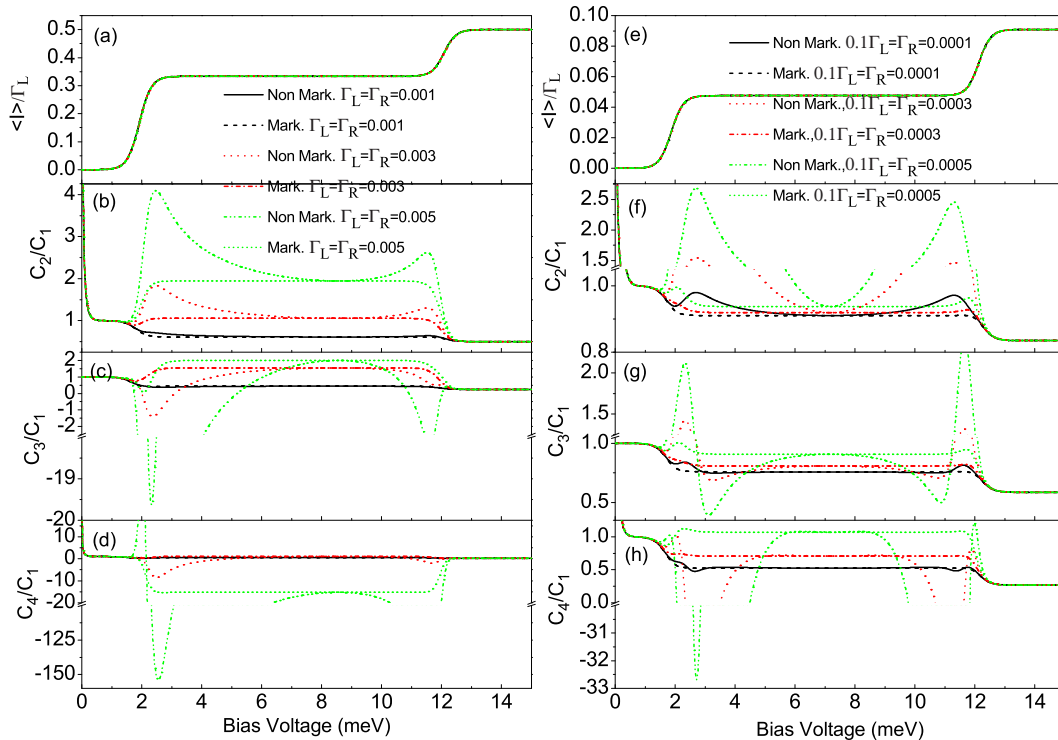 (a)
0.5
0.4
0.3
0.2
0.1
0.0
<I>/Γ_L
Non Mark. Γ_L=Γ_R=0.001
Mark. Γ_L=Γ_R=0.001
Non Mark. Γ_L=Γ_R=0.003
Mark. Γ_L=Γ_R=0.003
Non Mark. Γ_L=Γ_R=0.005
Mark. Γ_L=Γ_R=0.005
(b)
4
3
2
1
C_2/C_1
(c)
2
1
0
-1
-2
-19
-20
C_3/C_1
(d)
10
0
-10
-20
-125
-150
C_4/C_1
0 2 4 6 8 10 12 14
Bias Voltage (meV)
(e)
0.10
0.08
0.06
0.04
0.02
0.00
<I>/Γ_L
Non Mark. 0.1Γ_L=Γ_R=0.0001
Mark. 0.1Γ_L=Γ_R=0.0001
Non Mark.,0.1Γ_L=Γ_R=0.0003
Mark.,0.1Γ_L=Γ_R=0.0003
Non Mark.,0.1Γ_L=Γ_R=0.0005
Mark. 0.1Γ_L=Γ_R=0.0005
(f)
2.5
2.0
1.5
1.0
0.8
C_2/C_1
(g)
2.0
1.5
1.0
0.5
C_3/C_1
(h)
1.0
0.5
0.0
-31
-32
-33
C_4/C_1
0 2 4 6 8 10 12 14
Bias Voltage (meV)